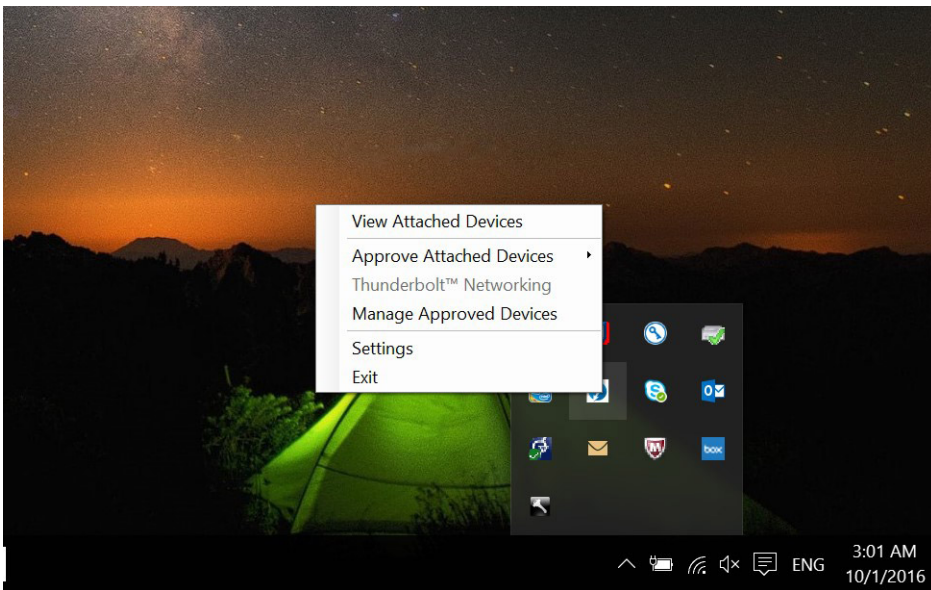 View Attached Devices
Approve Attached Devices
Thunderbolt™ Networking
Manage Approved Devices
Settings
Exit
box
ENG
3:01 AM
10/1/2016